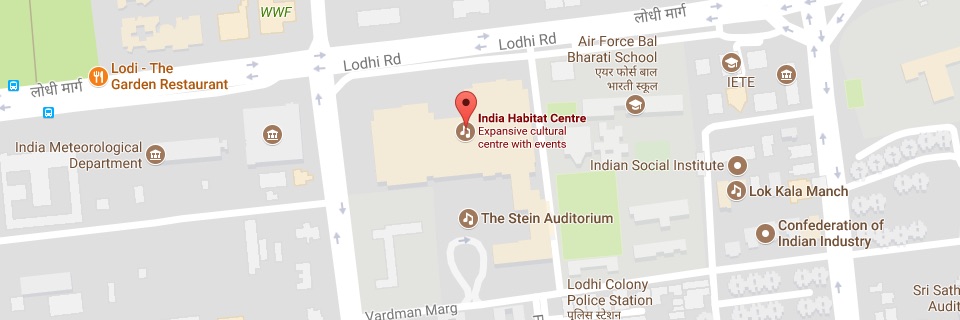 WWF
लोधी मार्ग
Lodhi Rd
Lodhi Rd
Air Force Bal
Bharati School
एयर फोर्स बाल
भारती स्कूल
Lodi - The
Garden Restaurant
लोधी मार्ग
IETE
India Habitat Centre
Expansive cultural
centre with events
India Meteorological
Department
Indian Social Institute
Lok Kala Manch
The Stein Auditorium
Confederation of
Indian Industry
Lodhi Colony
Police Station
पुलिस स्टेशन
Yardman Marg
Sri Sath
Audit